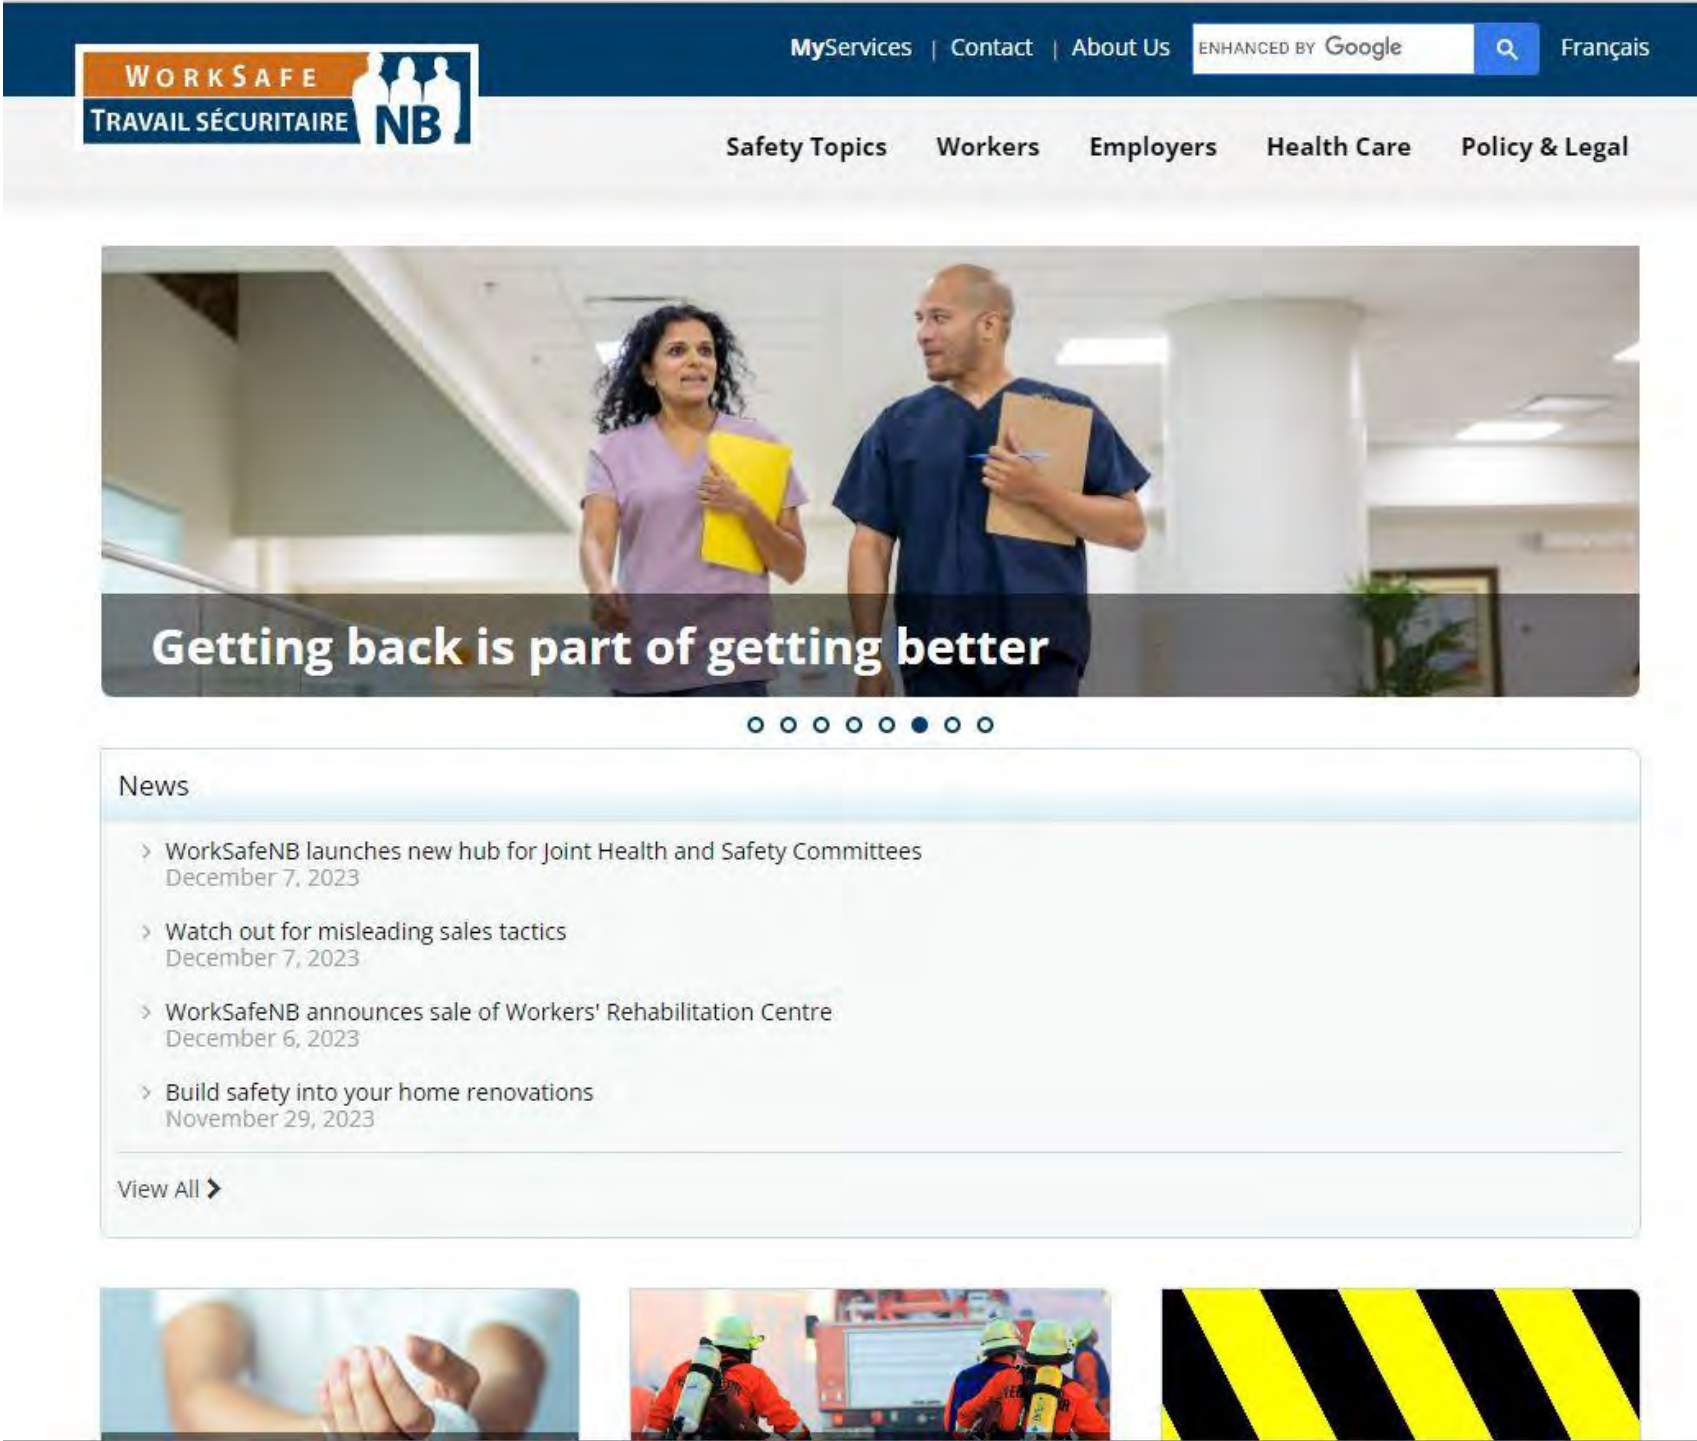 MyServices | Contact | About Us ENHANCED BY Google Français
WORKSAFE
TRAVAIL SÉCURITAIRE NB
Safety Topics Workers Employers Health Care Policy & Legal
Getting back is part of getting better
News
WorkSafeNB launches new hub for Joint Health and Safety Committees
December 7, 2023
Watch out for misleading sales tactics
December 7, 2023
WorkSafeNB announces sale of Workers' Rehabilitation Centre
December 6, 2023
Build safety into your home renovations
November 29, 2023
View All